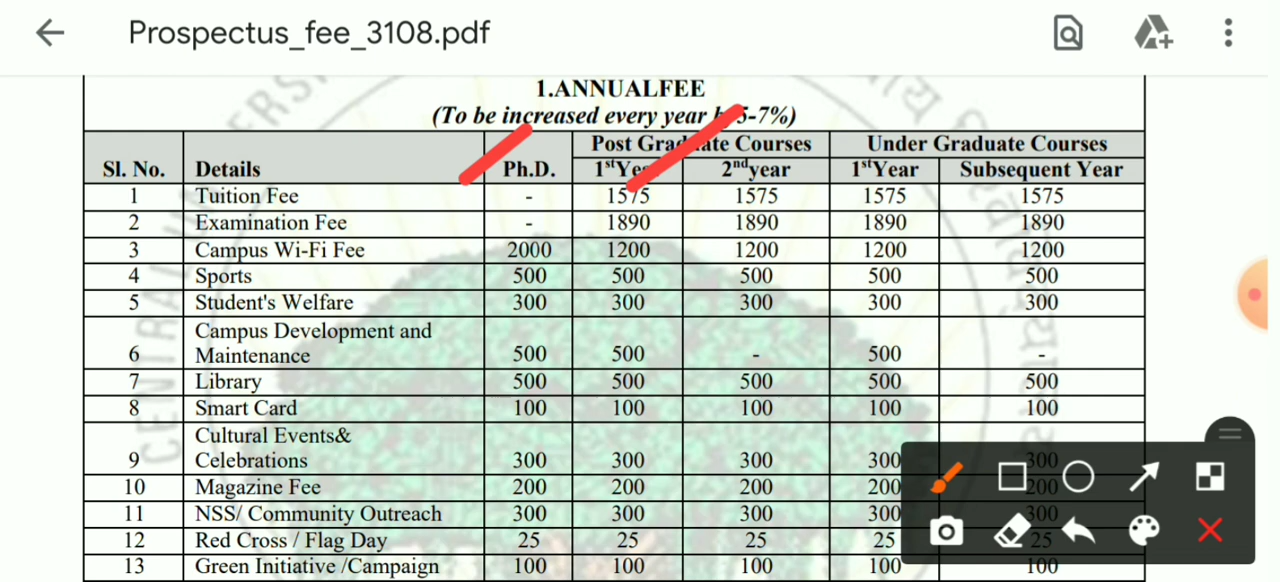 Prospectus_fee_3108.pdf
1.ANNUALFEE
(To be increased every year 5-7%)
Post Graduate Courses Under Graduate Courses
Sl. No. Details Ph.D. 1stYear 2ndyear 1stYear Subsequent Year
1 Tuition Fee - 1575 1575 1575 1575
2 Examination Fee - 1890 1890 1890 1890
3 Campus Wi-Fi Fee 2000 1200 1200 1200 1200
4 Sports 500 500 500 500 500
5 Student's Welfare 300 300 300 300 300
Campus Development and
6 Maintenance 500 500 - 500 -
7 Library 500 500 500 500 500
8 Smart Card 100 100 100 100 100
Cultural Events&
9 Celebrations 300 300 300 300 300
10 Magazine Fee 200 200 200 200 200
11 NSS/ Community Outreach 300 300 300 300 300
12 Red Cross / Flag Day 25 25 25 25 25
13 Green Initiative /Campaign 100 100 100 100 100
CENTRAL